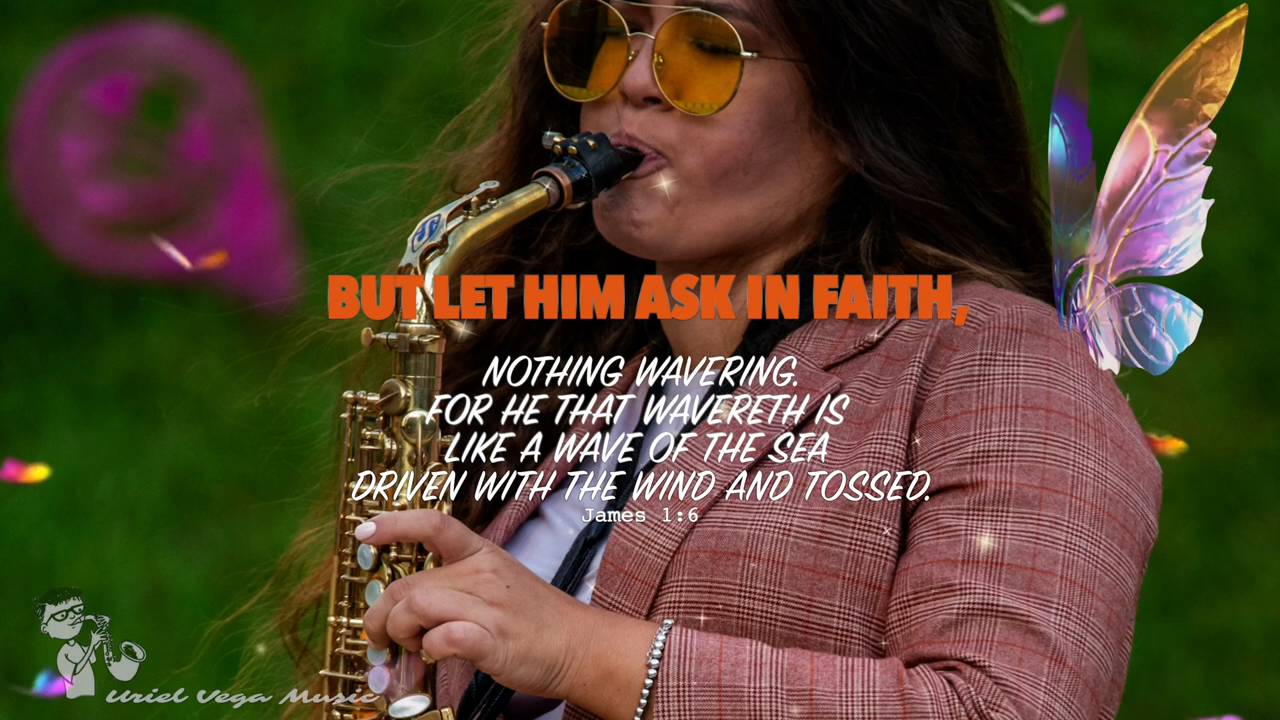 BUT LET HIM ASK IN FAITH,
NOTHING WAVERING.
FOR HE THAT WAVERETH IS
LIKE A WAVE OF THE SEA
DRIVEN WITH THE WIND AND TOSSED.
James 1:6
Uriel Vega Music